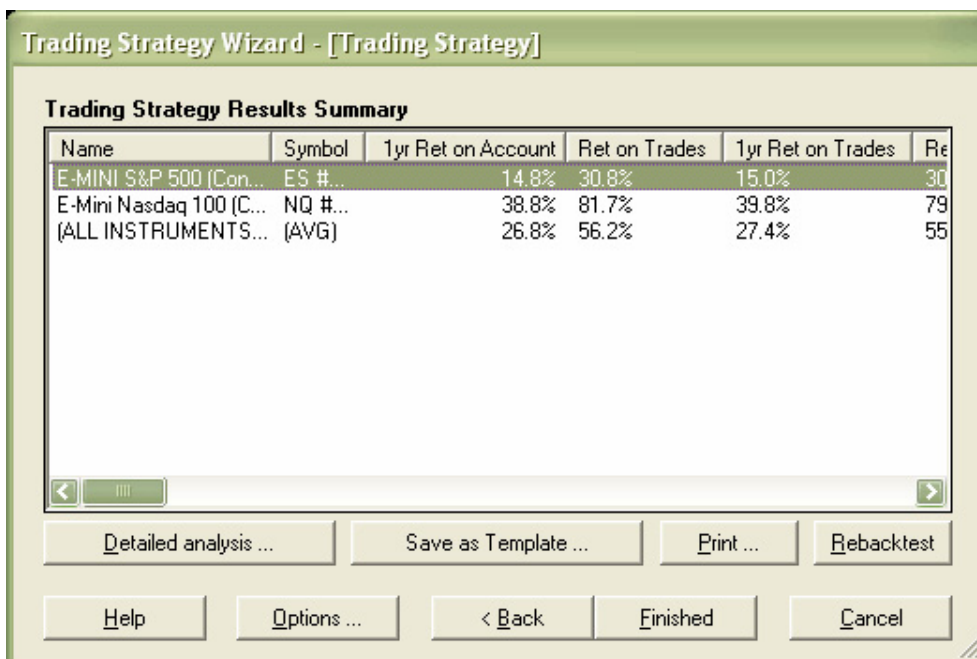 Trading Strategy Wizard - [Trading Strategy]
Trading Strategy Results Summary
Name Symbol 1yr Ret on Account Ret on Trades 1yr Ret on Trades Re
E-MINI S&P 500 (Con... ES #... 14.8% 30.8% 15.0% 30
E-Mini Nasdaq 100 (C... NQ #... 38.8% 81.7% 39.8% 79
(ALL INSTRUMENTS... (AVG) 26.8% 56.2% 27.4% 55
Detailed analysis ... Save as Template ... Print ... Rebacktest
Help Options ... < Back Finished Cancel